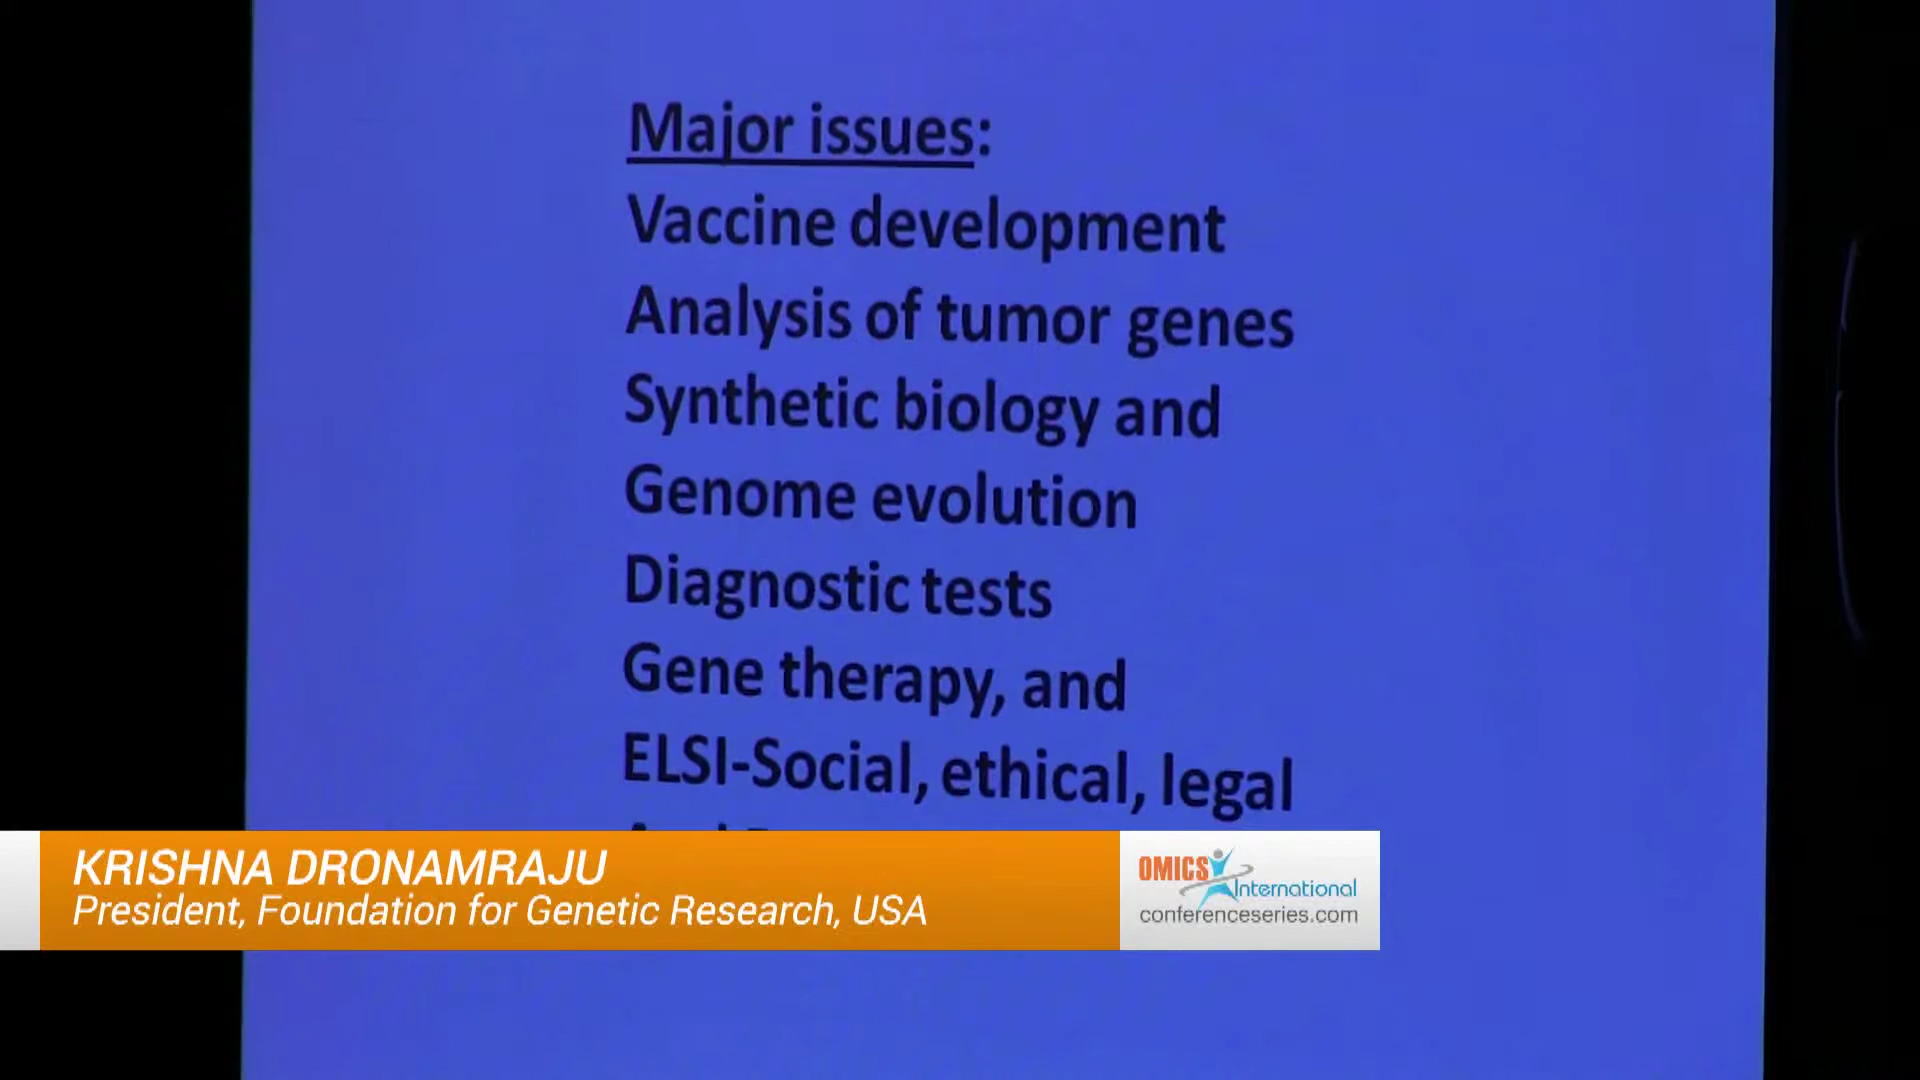 Major issues:
Vaccine development
Analysis of tumor genes
Synthetic biology and
Genome evolution
Diagnostic tests
Gene therapy, and
ELSI-Social, ethical, legal
KRISHNA DRONAMRAJU
President, Foundation for Genetic Research, USA
OMICS
International
conferenceseries.com